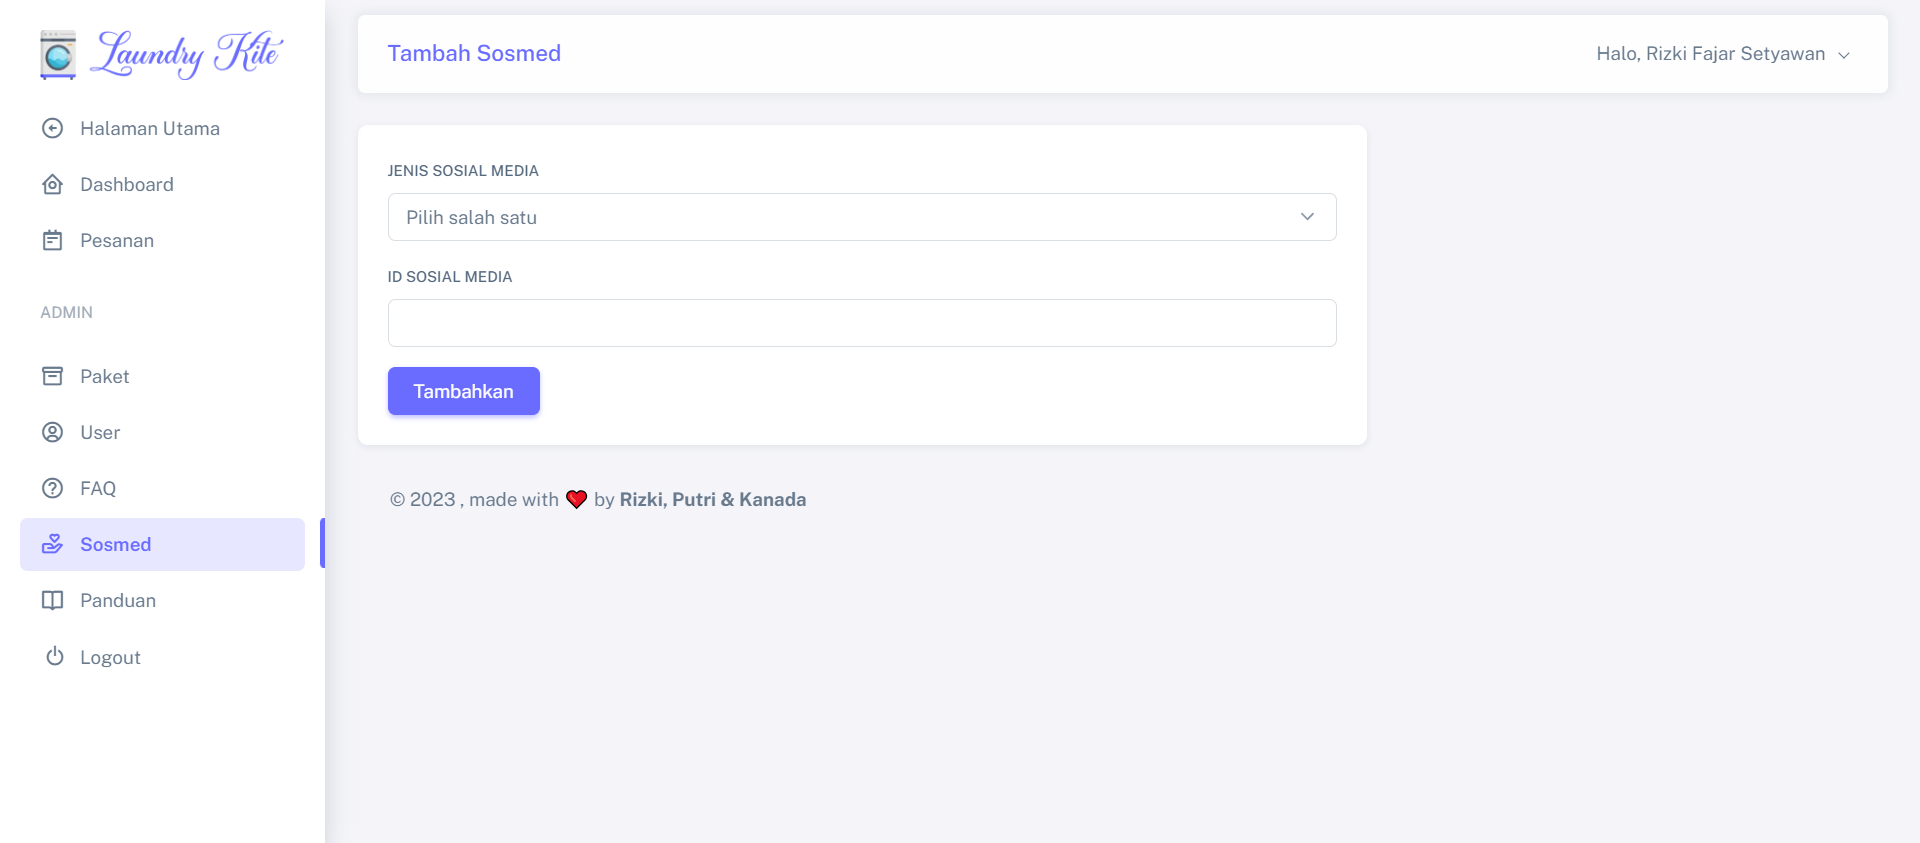 Laundry Kite
Halaman Utama
Dashboard
Pesanan
ADMIN
Paket
User
FAQ
Sosmed
Panduan
Logout
Tambah Sosmed
Halo, Rizki Fajar Setyawan
JENIS SOSIAL MEDIA
Pilih salah satu
ID SOSIAL MEDIA
Tambahkan
© 2023 , made with ❤️ by Rizki, Putri & Kanada